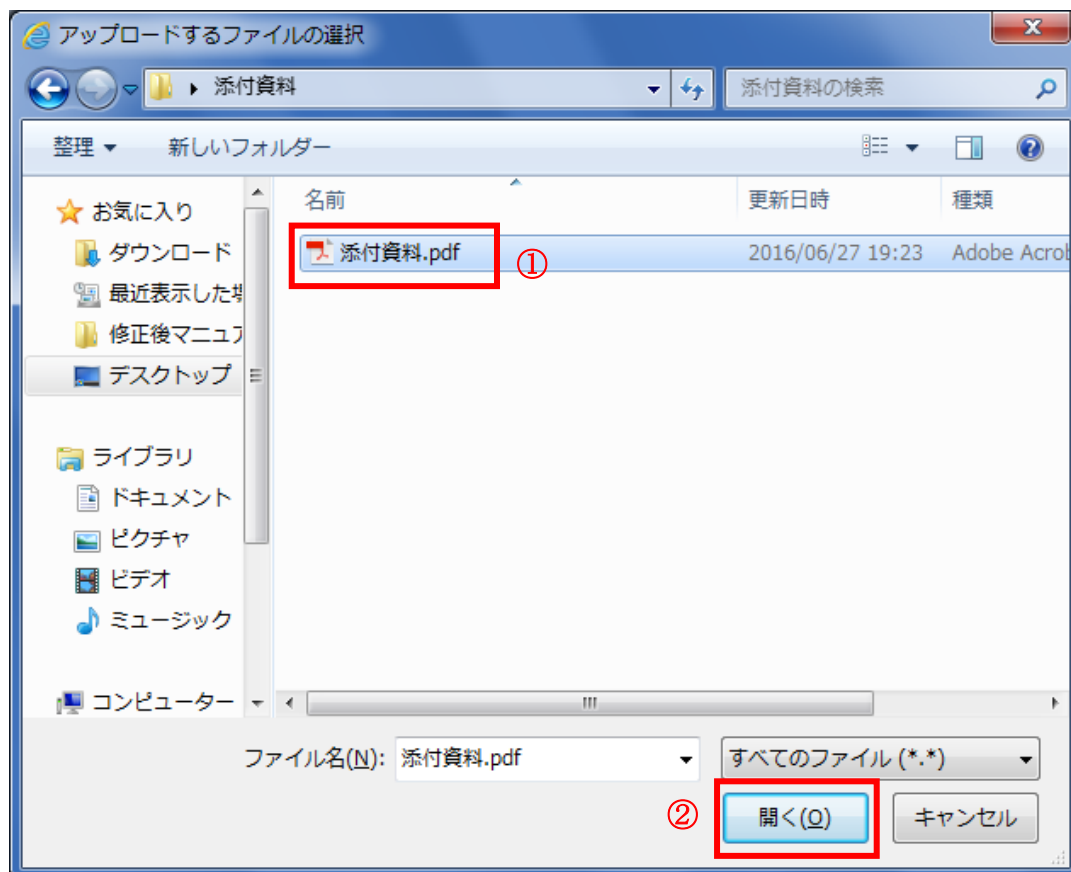 アップロードするファイルの選択
添付資料
添付資料の検索
整理
新しいフォルダー
名前
更新日時
種類
お気に入り
ダウンロード
最近表示した
修正後マニュア
デスクトップ
ライブラリ
ドキュメント
ピクチャ
ビデオ
ミュージック
コンピューター
添付資料.pdf
①
2016/06/27 19:23
Adobe Acrob
ファイル名(N):
添付資料.pdf
すべてのファイル (*.*)
②
開く(O)
キャンセル